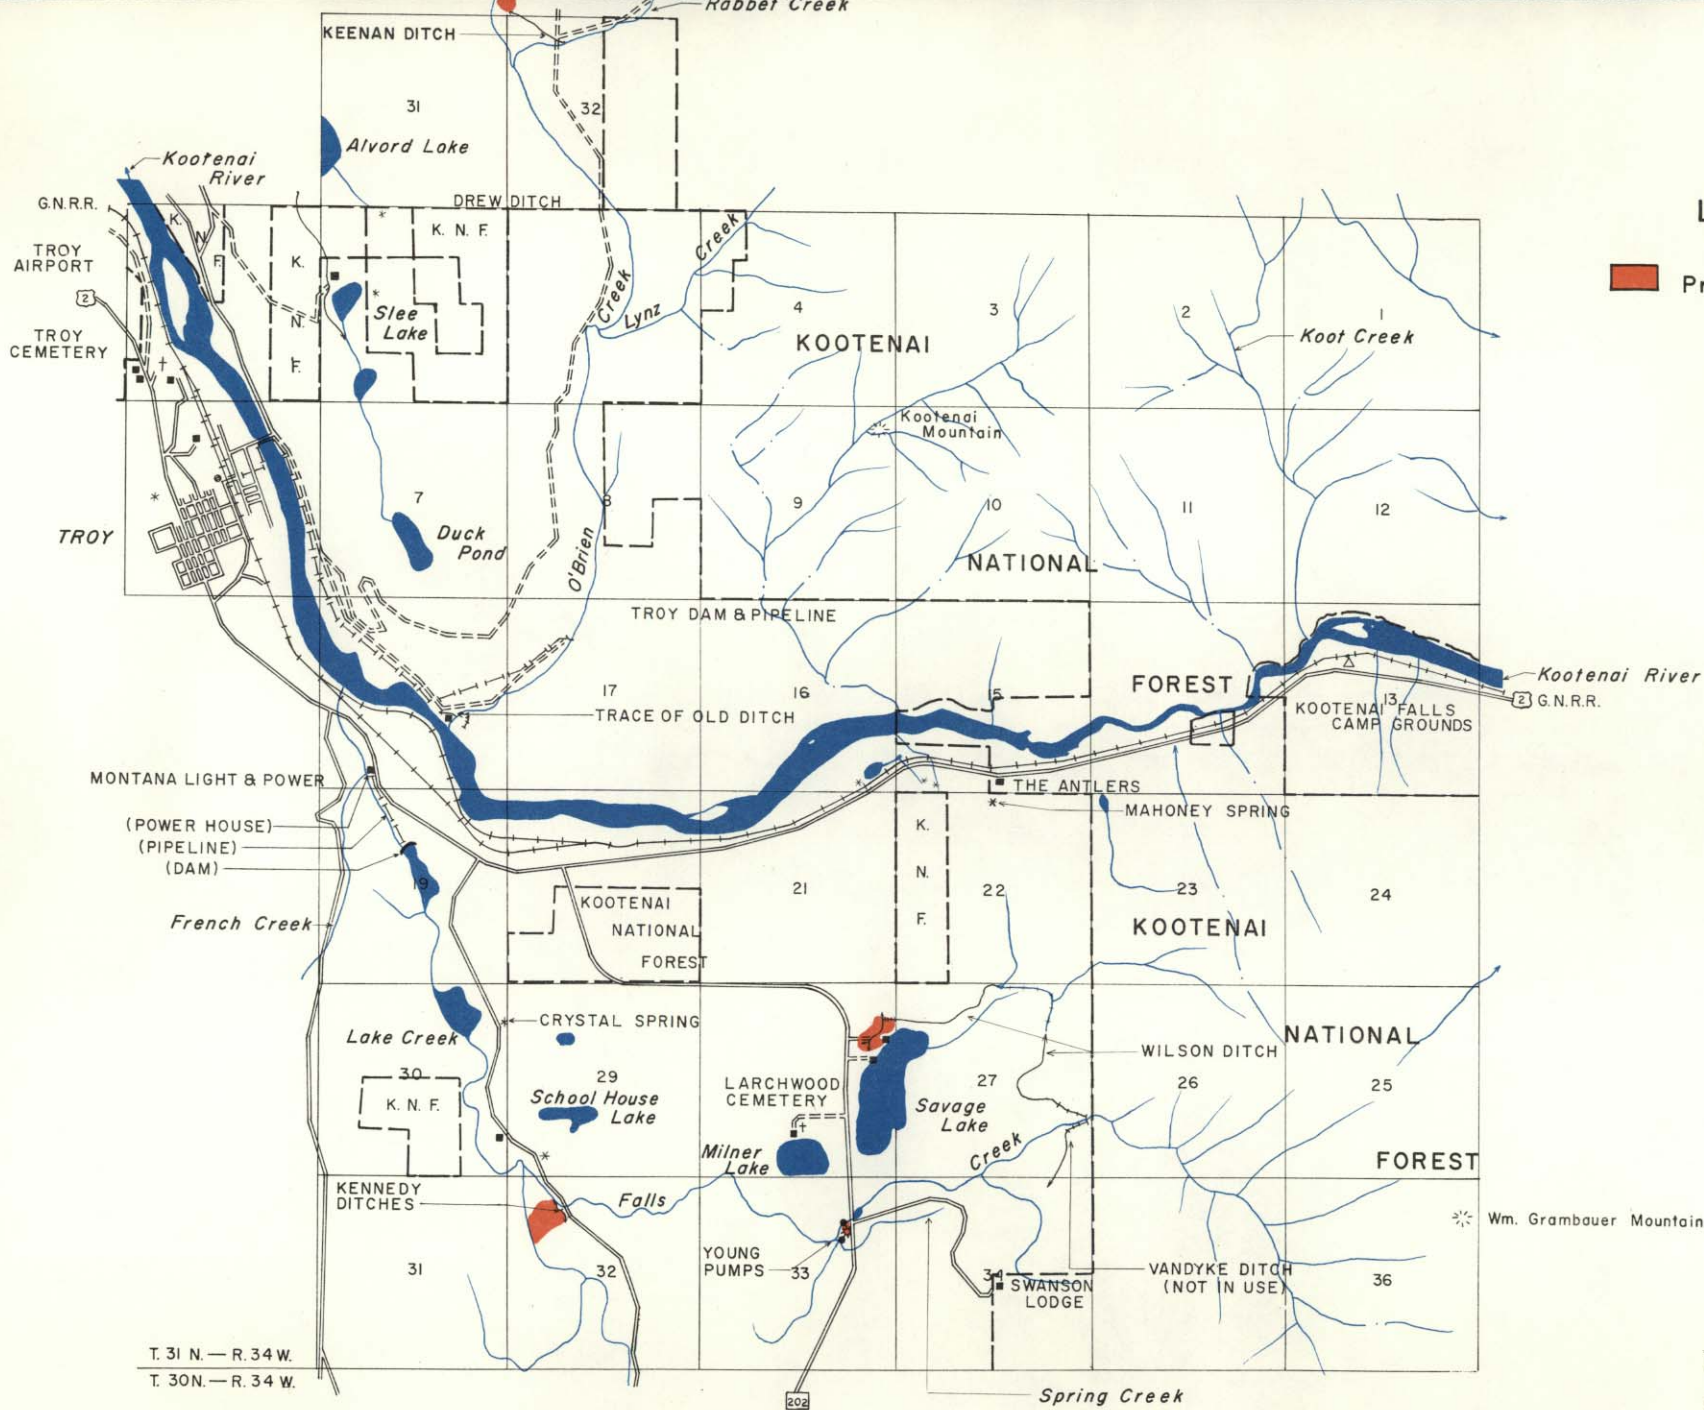 Rabbet Creek
KEENAN DITCH
31
32
Alvord Lake
Kootenai
River
G.N.R.R.
DREW DITCH
K.
N.
F.
K.
N.
F.
K. N. F.
TROY
AIRPORT
2
TROY
CEMETERY
Slee
Lake
Creek
Lynz
Creek
4
3
2
1
KOOTENAI
Koot Creek
Kootenai
Mountain
7
8
9
10
11
12
TROY
Duck
Pond
O'Brien
NATIONAL
TROY DAM & PIPELINE
17
16
15
FOREST
13
Kootenai River
2
G.N.R.R.
KOOTENAI FALLS
CAMP GROUNDS
TRACE OF OLD DITCH
MONTANA LIGHT & POWER
(POWER HOUSE)
(PIPELINE)
(DAM)
THE ANTLERS
MAHONEY SPRING
19
21
K.
N.
F.
22
23
24
KOOTENAI
NATIONAL
FOREST
French Creek
KOOTENAI
CRYSTAL SPRING
Lake Creek
NATIONAL
WILSON DITCH
30
K. N. F.
29
School House
Lake
LARCHWOOD
CEMETERY
27
Savage
Lake
26
25
Milner
Lake
Creek
FOREST
KENNEDY
DITCHES
Falls
Wm. Grambauer Mountain
YOUNG
PUMPS
31
32
33
34
SWANSON
LODGE
VANDYKE DITCH
(NOT IN USE)
36
T. 31 N. — R. 34 W.
T. 30 N. — R. 34 W.
202
Spring Creek
L
Pr